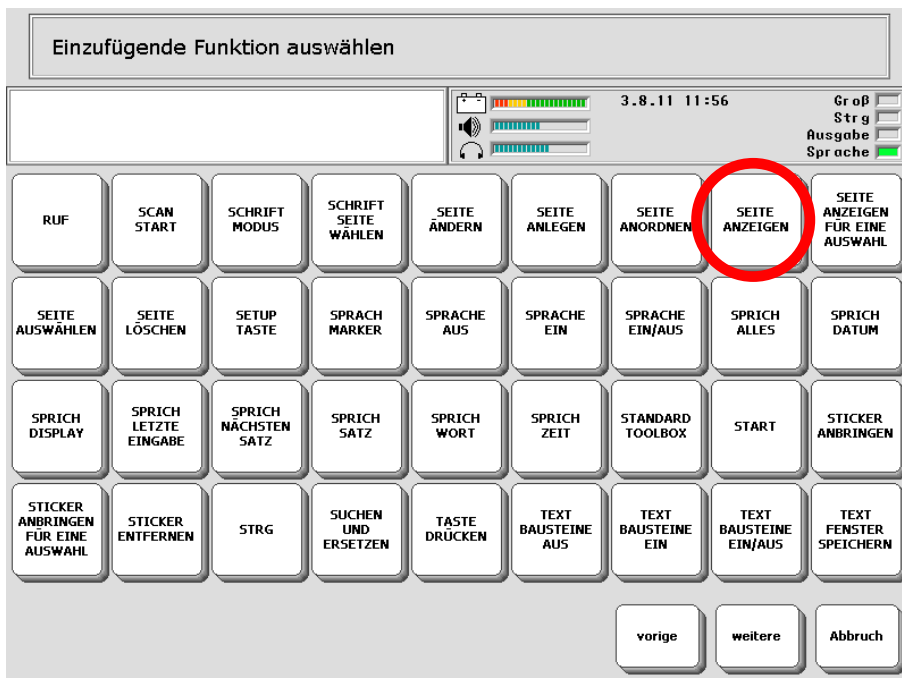 Einzufügende Funktion auswählen
3.8.11 11:56
Groß
Strg
Ausgabe
Sprache
RUF
SCAN
START
SCHRIFT
MODUS
SCHRIFT
SEITE
WÄHLEN
SEITE
ÄNDERN
SEITE
ANLEGEN
SEITE
ANORDNEN
SEITE
ANZEIGEN
SEITE
ANZEIGEN
FÜR EINE
AUSWAHL
SEITE
AUSWÄHLEN
SEITE
LÖSCHEN
SETUP
TASTE
SPRACH
MARKER
SPRACHE
AUS
SPRACHE
EIN
SPRACHE
EIN/AUS
SPRICH
ALLES
SPRICH
DATUM
SPRICH
DISPLAY
SPRICH
LETZTE
EINGABE
SPRICH
NÄCHSTEN
SATZ
SPRICH
SATZ
SPRICH
WORT
SPRICH
ZEIT
STANDARD
TOOLBOX
START
STICKER
ANBRINGEN
STICKER
ANBRINGEN
FÜR EINE
AUSWAHL
STICKER
ENTFERNEN
STRG
SUCHEN
UND
ERSETZEN
TASTE
DRÜCKEN
TEXT
BAUSTEINE
AUS
TEXT
BAUSTEINE
EIN
TEXT
BAUSTEINE
EIN/AUS
TEXT
FENSTER
SPEICHERN
vorige
weitere
Abbruch